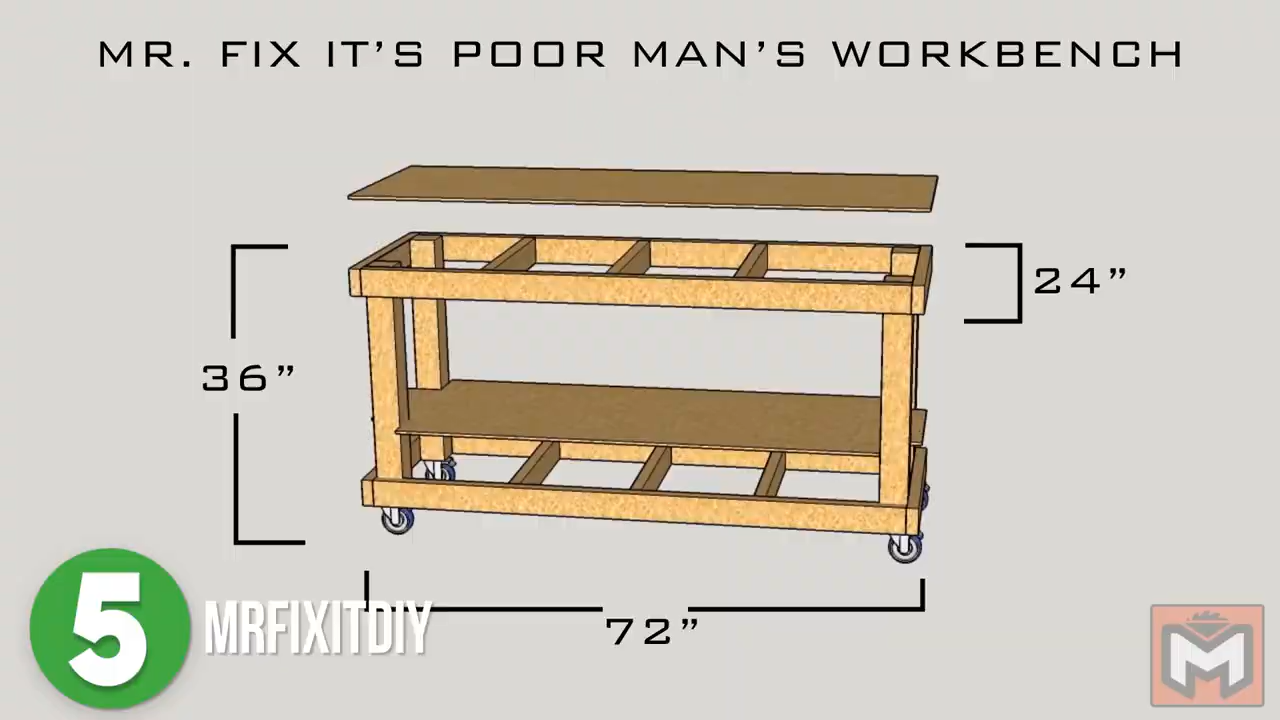 MR. FIX IT’S POOR MAN’S WORKBENCH
24”
36”
72”
5
MRFIXITDIY
M